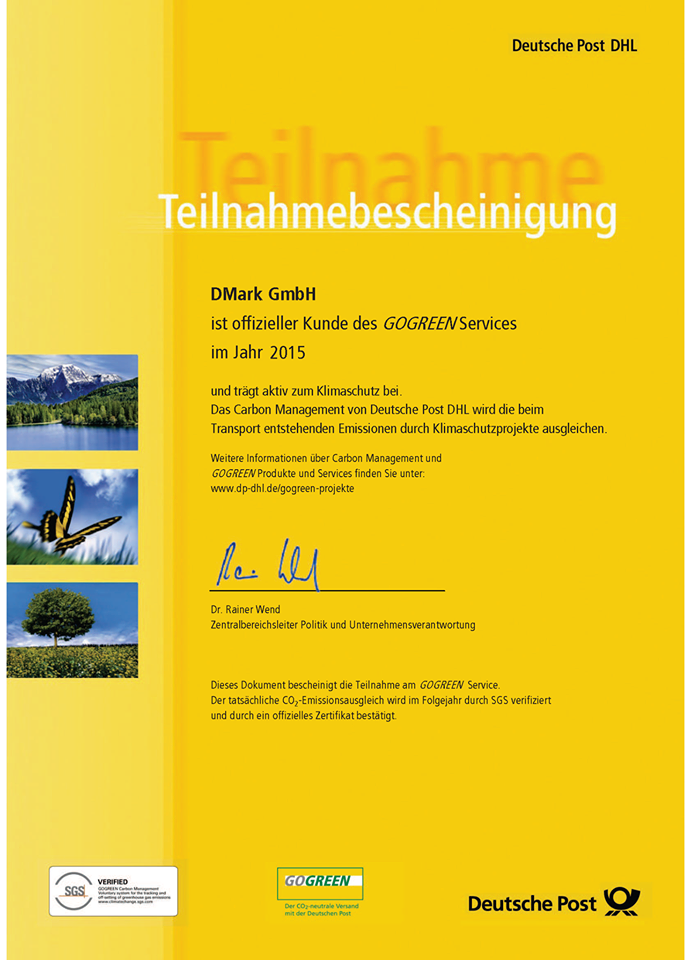 Deutsche Post DHL
Teilnahme
Teilnahmebescheinigung
DMark GmbH
ist offizieller Kunde des GOGREEN Services
im Jahr 2015
und trägt aktiv zum Klimaschutz bei.
Das Carbon Management von Deutsche Post DHL wird die beim
Transport entstehenden Emissionen durch Klimaschutzprojekte ausgleichen.
Weitere Informationen über Carbon Management und
GOGREEN Produkte und Services finden Sie unter:
www.dp-dhl.de/gogreen-projekte
Dr. Rainer Wend
Zentralbereichsleiter Politik und Unternehmensverantwortung
Dieses Dokument bescheinigt die Teilnahme am GOGREEN Service.
Der tatsächliche CO₂-Emissionsausgleich wird im Folgejahr durch SGS verifiziert
und durch ein offizielles Zertifikat bestätigt.
SGS
VERIFIED
GOGREEN Carbon Management
Voluntary system for the tracking and
off-setting of greenhouse gas emissions
www.climatechange.sgs.com
GOGREEN
Der CO₂-neutrale Versand
mit der Deutschen Post
Deutsche Post